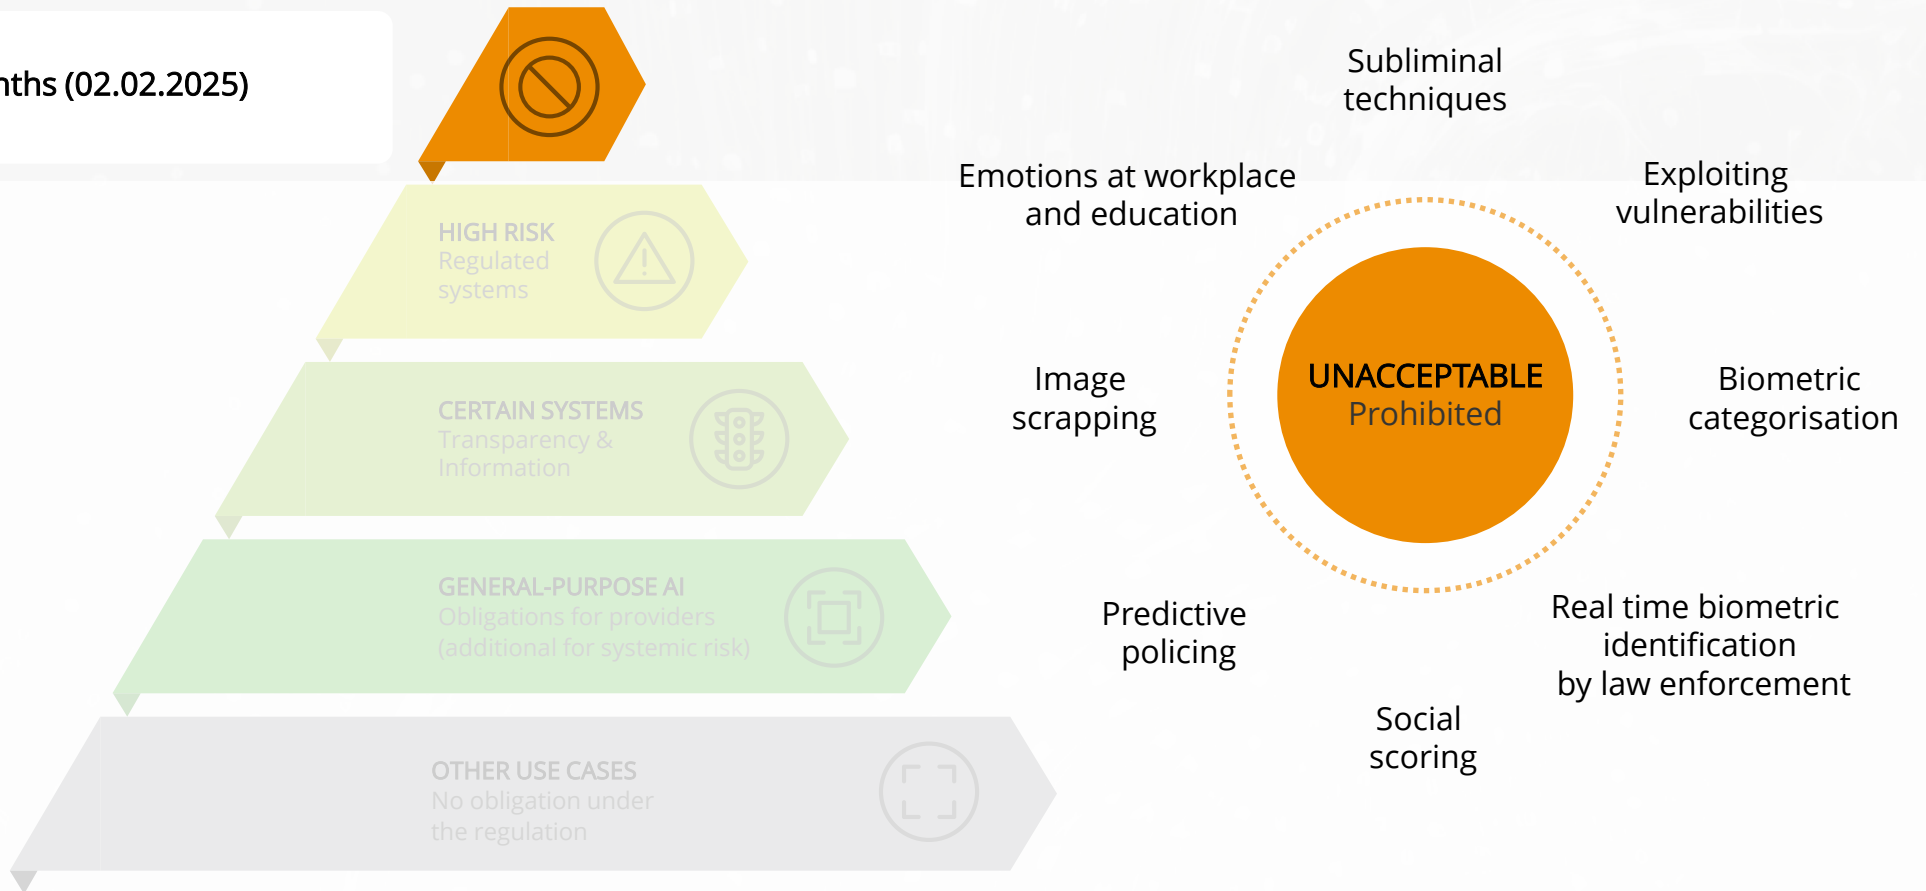 (02.02.2025)
HIGH RISK
Regulated
systems
CERTAIN SYSTEMS
Transparency &
Information
GENERAL-PURPOSE AI
Obligations for providers
(additional for systemic risk)
OTHER USE CASES
No obligation under
the regulation
Subliminal
techniques
Emotions at workplace
and education
Exploiting
vulnerabilities
UNACCEPTABLE
Prohibited
Image
scrapping
Biometric
categorisation
Predictive
policing
Real time biometric
identification
by law enforcement
Social
scoring